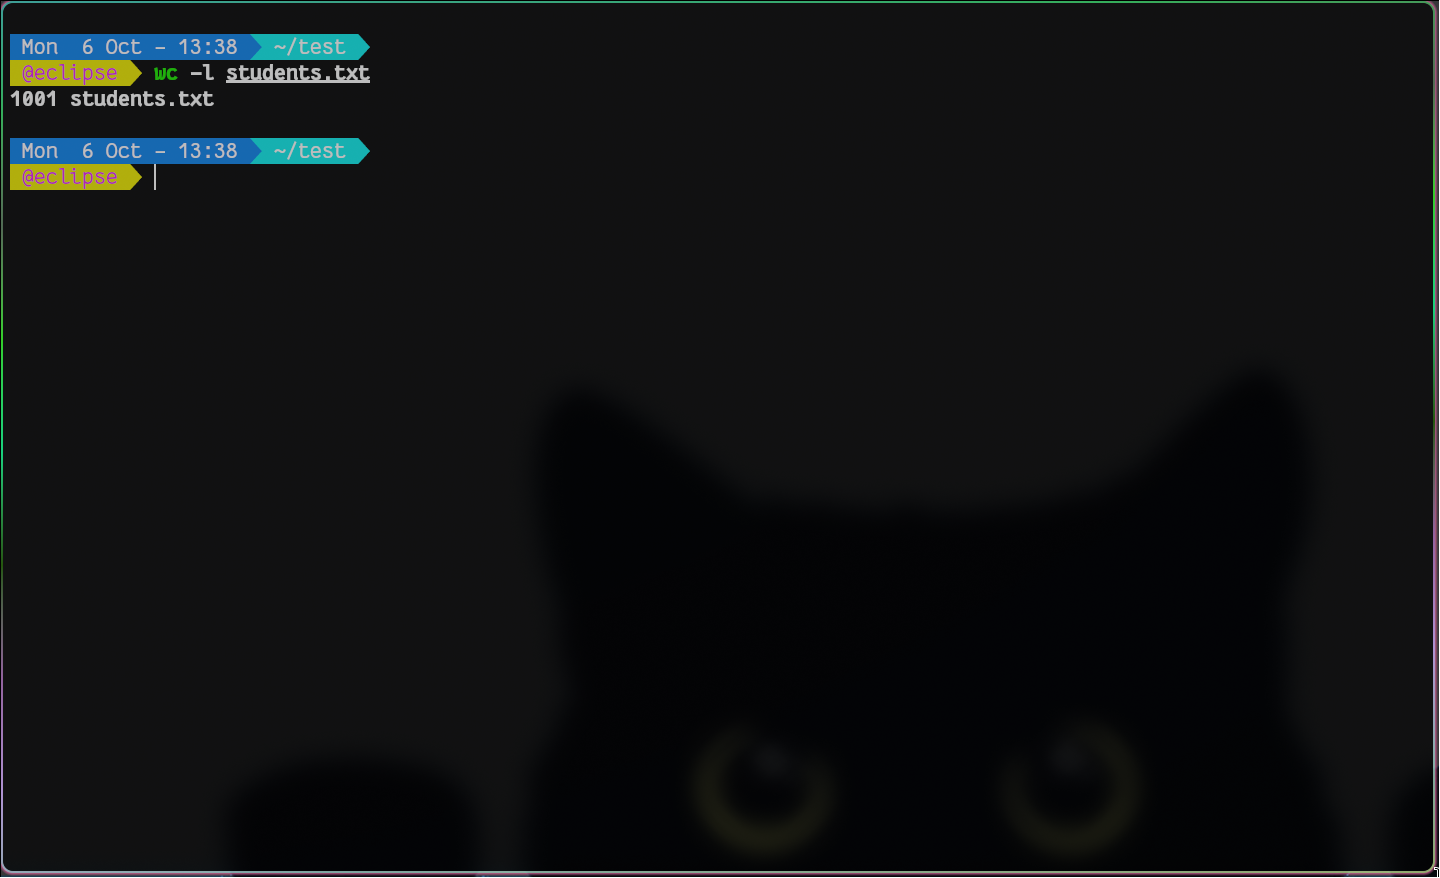 Mon  6 Oct - 13:38 ~/test
@eclipse wc -l students.txt
1001 students.txt
Mon  6 Oct - 13:38 ~/test
@eclipse